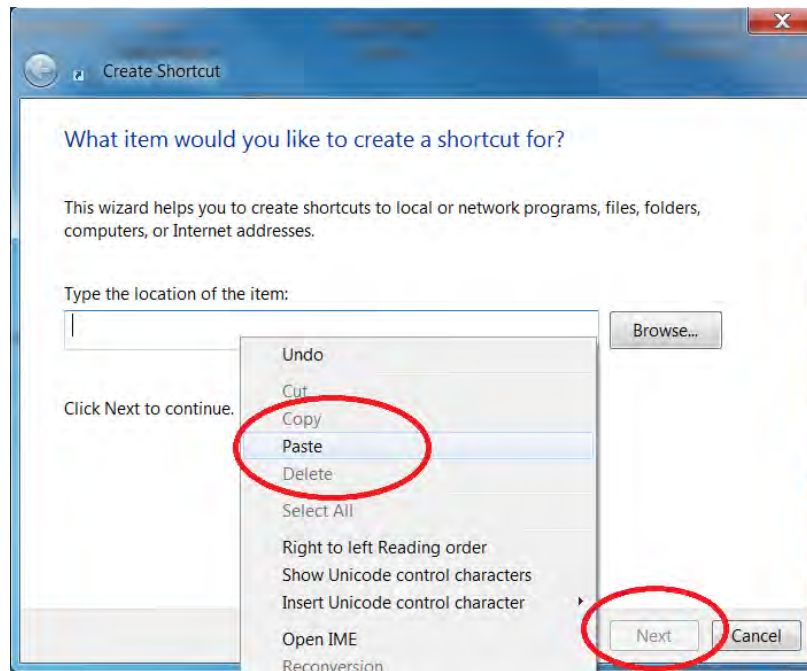 Create Shortcut
What item would you like to create a shortcut for?
This wizard helps you to create shortcuts to local or network programs, files, folders,
computers, or Internet addresses.
Type the location of the item:
Browse...
Click Next to continue.
Undo
Cut
Copy
Paste
Delete
Select All
Right to left Reading order
Show Unicode control characters
Insert Unicode control character
Open IME
Reconversion
Next
Cancel